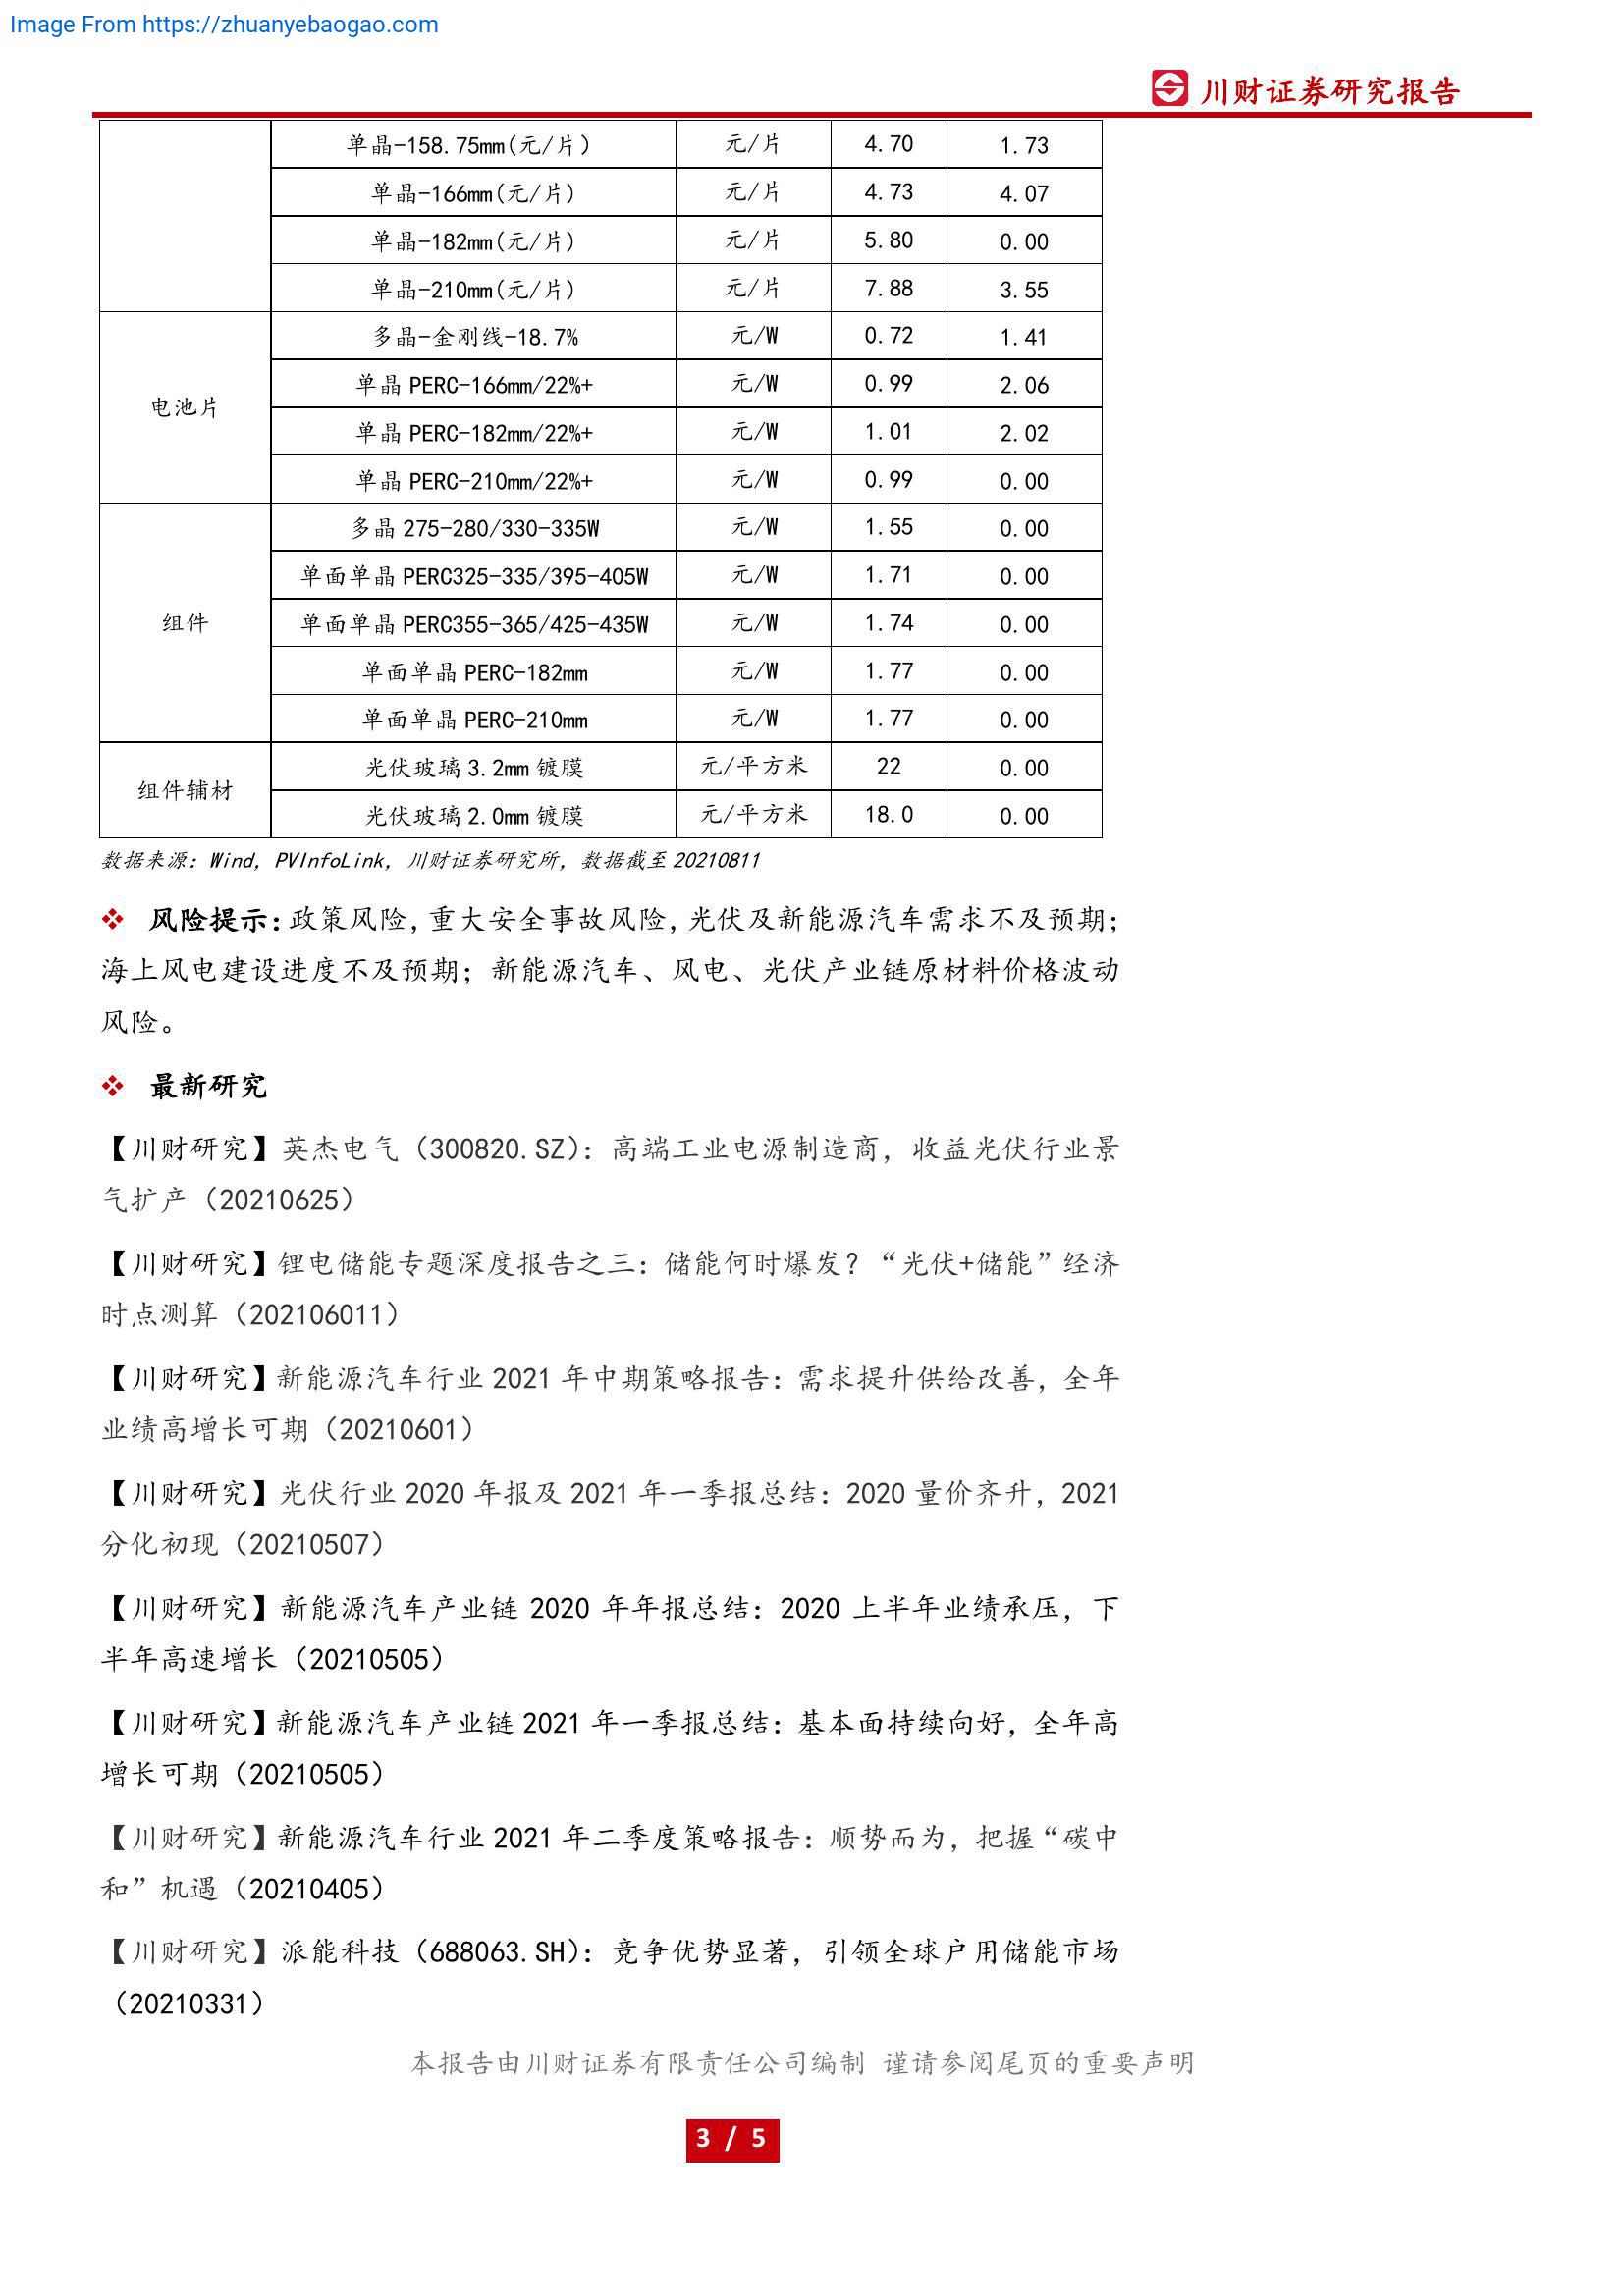 Image From https://zhuanyebaogao.com
川财证券研究报告
单晶-158.75mm(元/片) 元/片 4.70 1.73
单晶-166mm(元/片) 元/片 4.73 4.07
单晶-182mm(元/片) 元/片 5.80 0.00
单晶-210mm(元/片) 元/片 7.88 3.55
电池片
多晶-金刚线-18.7% 元/W 0.72 1.41
单晶 PERC-166mm/22%+ 元/W 0.99 2.06
单晶 PERC-182mm/22%+ 元/W 1.01 2.02
单晶 PERC-210mm/22%+ 元/W 0.99 0.00
组件
多晶 275-280/330-335W 元/W 1.55 0.00
单面单晶 PERC325-335/395-405W 元/W 1.71 0.00
单面单晶 PERC355-365/425-435W 元/W 1.74 0.00
单面单晶 PERC-182mm 元/W 1.77 0.00
单面单晶 PERC-210mm 元/W 1.77 0.00
组件辅材
光伏玻璃 3.2mm 镀膜 元/平方米 22 0.00
光伏玻璃 2.0mm 镀膜 元/平方米 18.0 0.00
数据来源：Wind，PVInfoLink，川财证券研究所，数据截至 20210811
❖ 风险提示：政策风险，重大安全事故风险，光伏及新能源汽车需求不及预期；
海上风电建设进度不及预期；新能源汽车、风电、光伏产业链原材料价格波动
风险。
❖ 最新研究
【川财研究】英杰电气（300820.SZ）：高端工业电源制造商，收益光伏行业景
气扩产（20210625）
【川财研究】锂电储能专题深度报告之三：储能何时爆发？“光伏+储能”经济
时点测算（202106011）
【川财研究】新能源汽车行业 2021 年中期策略报告：需求提升供给改善，全年
业绩高增长可期（20210601）
【川财研究】光伏行业 2020 年报及 2021 年一季报总结：2020 量价齐升，2021
分化初现（20210507）
【川财研究】新能源汽车产业链 2020 年年报总结：2020 上半年业绩承压，下
半年高速增长（20210505）
【川财研究】新能源汽车产业链 2021 年一季报总结：基本面持续向好，全年高
增长可期（20210505）
【川财研究】新能源汽车行业 2021 年二季度策略报告：顺势而为，把握“碳中
和”机遇（20210405）
【川财研究】派能科技（688063.SH）：竞争优势显著，引领全球户用储能市场
（20210331）
本报告由川财证券有限责任公司编制 谨请参阅尾页的重要声明
3 / 5